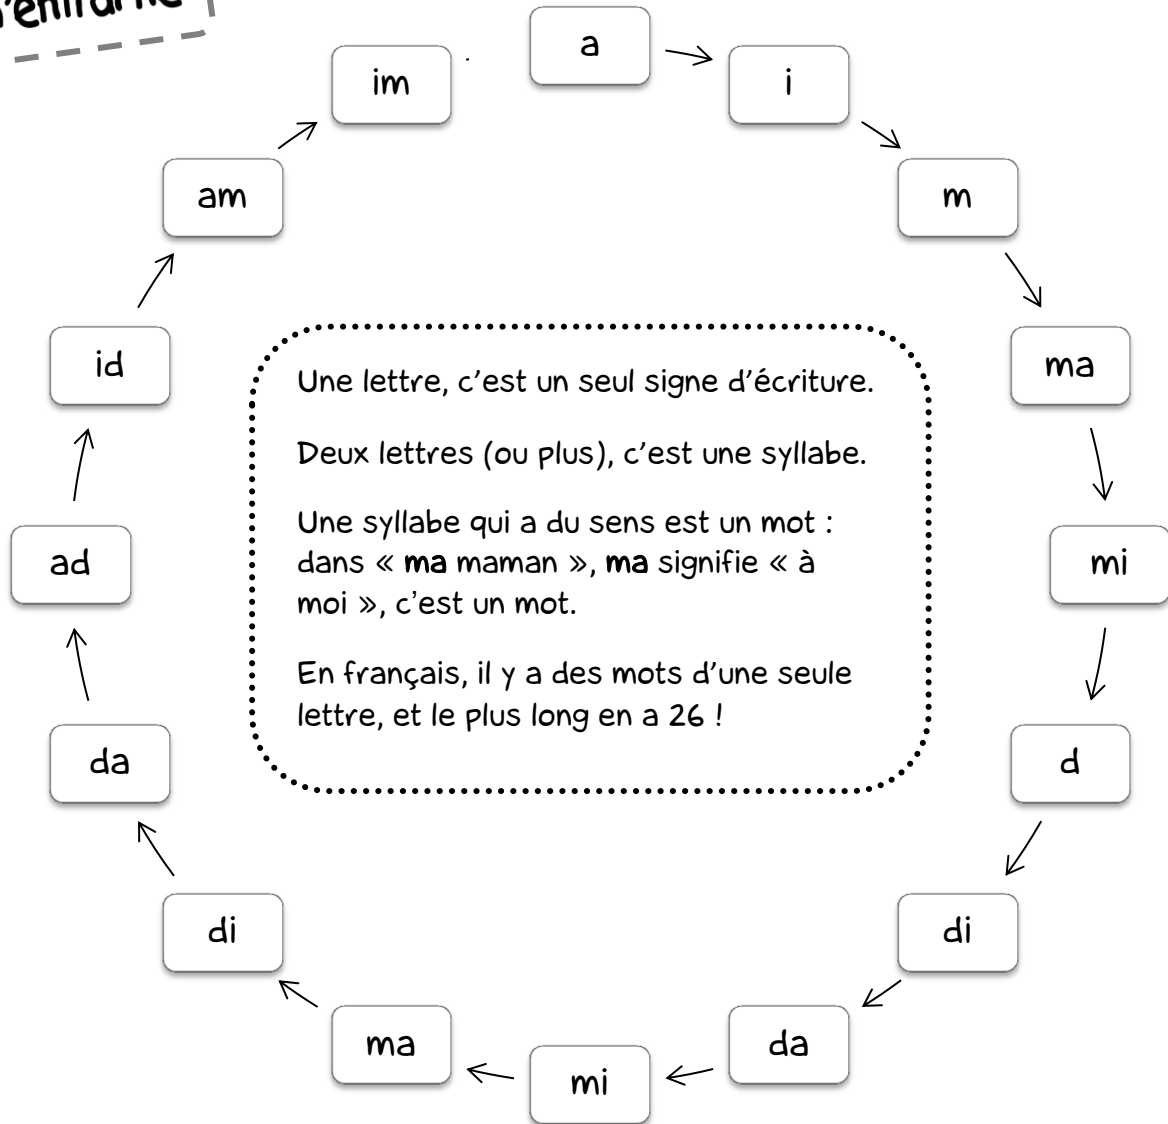 a
i
m
ma
mi
d
di
da
mi
ma
di
da
ad
id
am
im
Une lettre, c'est un seul signe d'écriture.
Deux lettres (ou plus), c'est une syllabe.
Une syllabe qui a du sens est un mot :
dans « ma maman », ma signifie « à
moi », c'est un mot.
En français, il y a des mots d'une seule
lettre, et le plus long en a 26 !